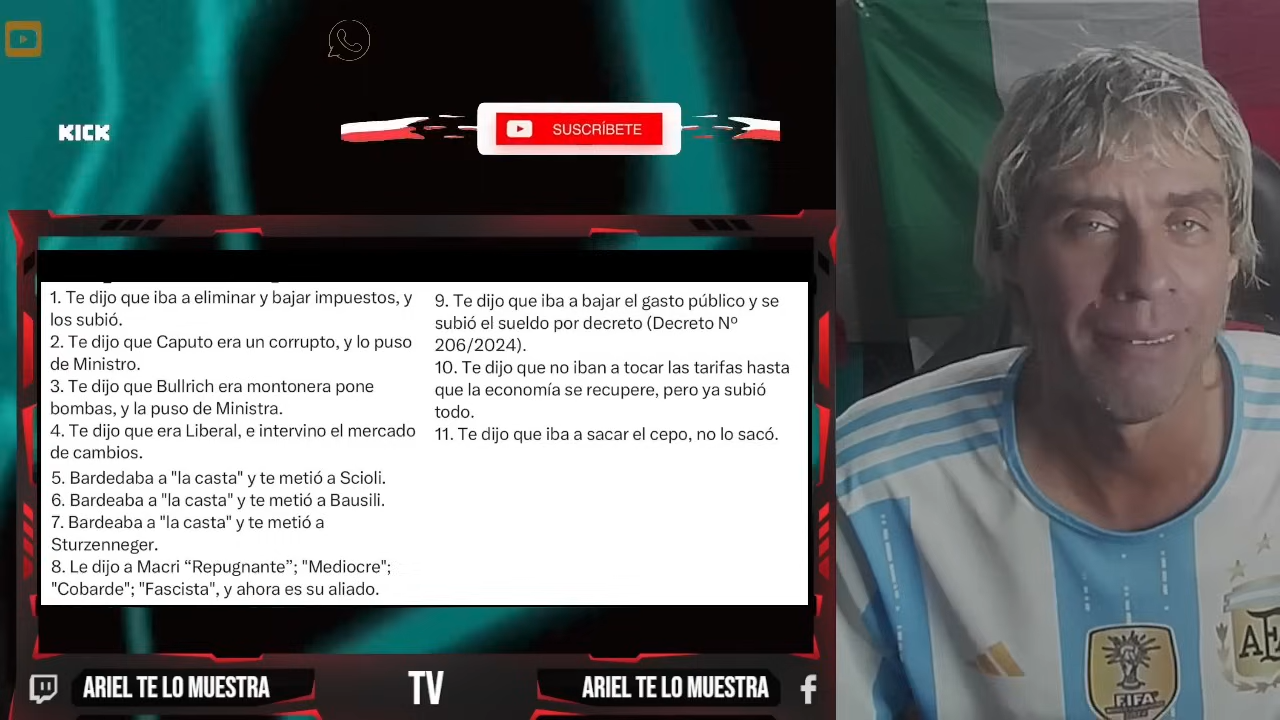 KICK
SUSCRÍBETE
1. Te dijo que iba a eliminar y bajar impuestos, y
los subió.
2. Te dijo que Caputo era un corrupto, y lo puso
de Ministro.
3. Te dijo que Bullrich era montonera pone
bombas, y la puso de Ministra.
4. Te dijo que era Liberal, e intervino el mercado
de cambios.
5. Bardedaba a "la casta" y te metió a Scioli.
6. Bardeaba a "la casta" y te metió a Bausili.
7. Bardeaba a "la casta" y te metió a
Sturzenneger.
8. Le dijo a Macri “Repugnante”; "Mediocre";
"Cobarde"; "Fascista", y ahora es su aliado.
9. Te dijo que iba a bajar el gasto público y se
subió el sueldo por decreto (Decreto Nº
206/2024).
10. Te dijo que no iban a tocar las tarifas hasta
que la economía se recupere, pero ya subió
todo.
11. Te dijo que iba a sacar el cepo, no lo sacó.
ARIEL TE LO MUESTRA
TV
ARIEL TE LO MUESTRA
FIFA